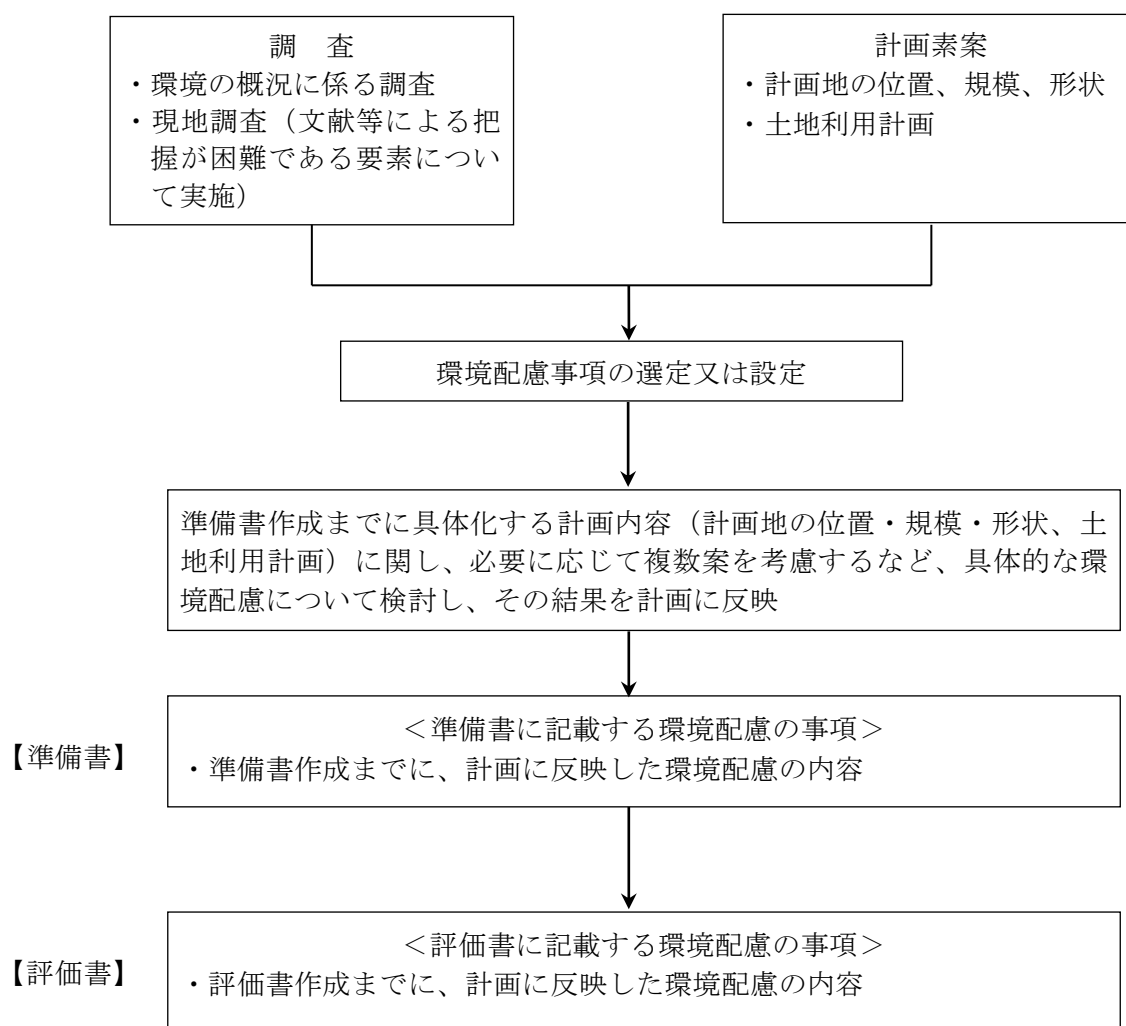 調　査
・環境の概況に係る調査
・現地調査（文献等による把
握が困難である要素につい
て実施）
計画素案
・計画地の位置、規模、形状
・土地利用計画
環境配慮事項の選定又は設定
準備書作成までに具体化する計画内容（計画地の位置・規模・形状、土
地利用計画）に関し、必要に応じて複数案を考慮するなど、具体的な環
境配慮について検討し、その結果を計画に反映
【準備書】
＜準備書に記載する環境配慮の事項＞
・準備書作成までに、計画に反映した環境配慮の内容
【評価書】
＜評価書に記載する環境配慮の事項＞
・評価書作成までに、計画に反映した環境配慮の内容